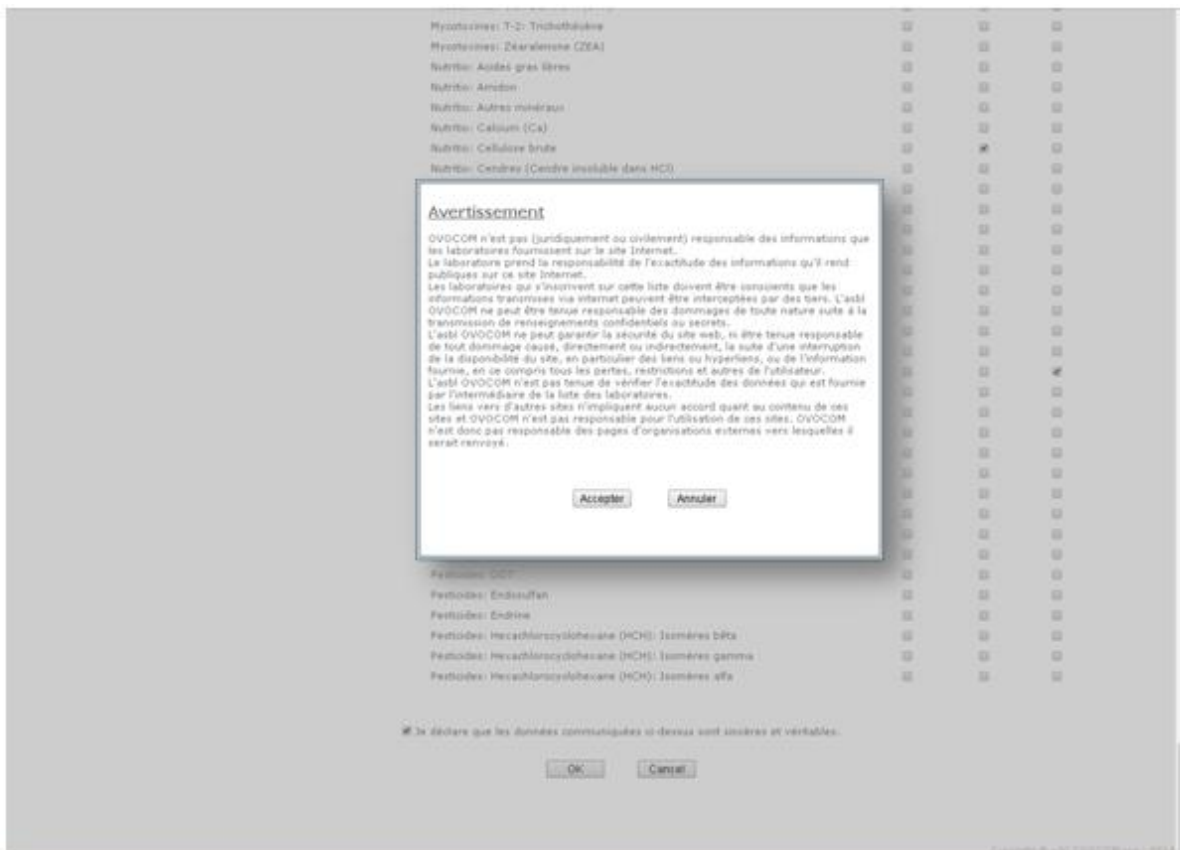 Mycotoxines: T-2: Trichothécène
Mycotoxines: Zéaralenone (ZEA)
Nutritio: Acides gras libres
Nutritio: Amidon
Nutritio: Autres minéraux
Nutritio: Calcium (Ca)
Nutritio: Cellulose brute
Nutritio: Cendres (Cendre insoluble dans HCl)
Avertissement
OVOCOM n'est pas (juridiquement ou civilement) responsable des informations que
les laboratoires fournissent sur le site Internet.
Le laboratoire prend la responsabilité de l'exactitude des informations qu'il rend
publiques sur ce site Internet.
Les laboratoires qui s'inscrivent sur cette liste doivent être conscients que les
informations transmises via internet peuvent être interceptées par des tiers. L'asbl
OVOCOM ne peut être tenue responsable des dommages de toute nature suite à la
transmission de renseignements confidentiels ou secrets.
L'asbl OVOCOM ne peut garantir la sécurité du site web, ni être tenue responsable
de tout dommage causé, directement ou indirectement, la suite d'une interruption
de la disponibilité du site, en particulier des liens ou hyperliens, ou de l'information
fournie, en ce compris tous les pertes, restrictions et autres de l'utilisateur.
L'asbl OVOCOM n'est pas tenue de vérifier l'exactitude des données qui est fournie
par l'intermédiaire de la liste des laboratoires.
Les liens vers d'autres sites n'impliquent aucun accord quant au contenu de ces
sites et OVOCOM n'est pas responsable pour l'utilisation de ces sites. OVOCOM
n'est donc pas responsable des pages d'organisations externes vers lesquelles il
serait renvoyé.
Accepter Annuler
Pesticides: DDT
Pesticides: Endosulfan
Pesticides: Endrine
Pesticides: Hexachlorocyclohexane (HCH): Isomères bêta
Pesticides: Hexachlorocyclohexane (HCH): Isomères gamma
Pesticides: Hexachlorocyclohexane (HCH): Isomères alfa
Je déclare que les données communiquées ci-dessus sont sincères et véritables.
OK Cancel